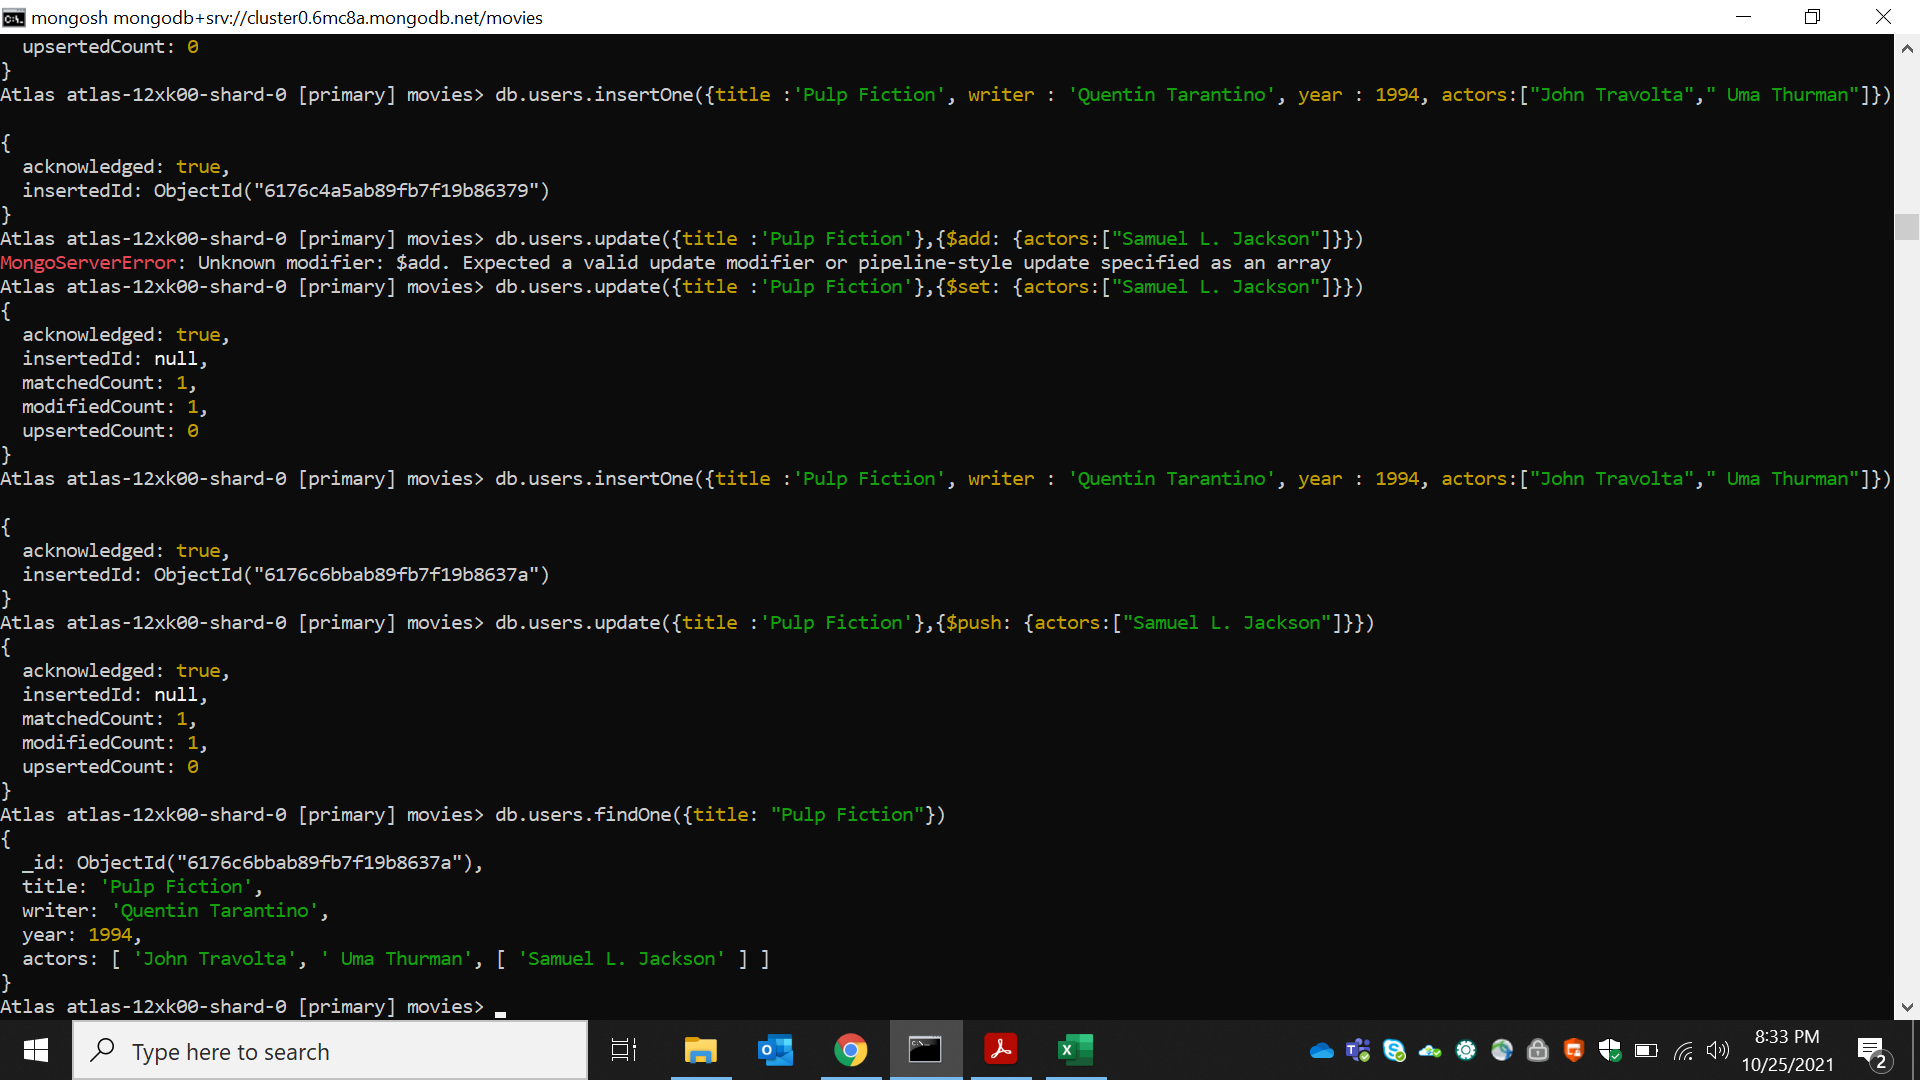 mongosh mongodb+srv://cluster0.6mc8a.mongodb.net/movies
  upsertedCount: 0
}
Atlas atlas-12xk00-shard-0 [primary] movies> db.users.insertOne({title :'Pulp Fiction', writer : 'Quentin Tarantino', year : 1994, actors:["John Travolta"," Uma Thurman"]})
{
  acknowledged: true,
  insertedId: ObjectId("6176c4a5ab89fb7f19b86379")
}
Atlas atlas-12xk00-shard-0 [primary] movies> db.users.update({title :'Pulp Fiction'},{$add: {actors:["Samuel L. Jackson"]}})
MongoServerError: Unknown modifier: $add. Expected a valid update modifier or pipeline-style update specified as an array
Atlas atlas-12xk00-shard-0 [primary] movies> db.users.update({title :'Pulp Fiction'},{$set: {actors:["Samuel L. Jackson"]}})
{
  acknowledged: true,
  insertedId: null,
  matchedCount: 1,
  modifiedCount: 1,
  upsertedCount: 0
}
Atlas atlas-12xk00-shard-0 [primary] movies> db.users.insertOne({title :'Pulp Fiction', writer : 'Quentin Tarantino', year : 1994, actors:["John Travolta"," Uma Thurman"]})
{
  acknowledged: true,
  insertedId: ObjectId("6176c6bbab89fb7f19b8637a")
}
Atlas atlas-12xk00-shard-0 [primary] movies> db.users.update({title :'Pulp Fiction'},{$push: {actors:["Samuel L. Jackson"]}})
{
  acknowledged: true,
  insertedId: null,
  matchedCount: 1,
  modifiedCount: 1,
  upsertedCount: 0
}
Atlas atlas-12xk00-shard-0 [primary] movies> db.users.findOne({title: "Pulp Fiction"})
{
  _id: ObjectId("6176c6bbab89fb7f19b8637a"),
  title: 'Pulp Fiction',
  writer: 'Quentin Tarantino',
  year: 1994,
  actors: [ 'John Travolta', ' Uma Thurman', [ 'Samuel L. Jackson' ] ]
}
Atlas atlas-12xk00-shard-0 [primary] movies>
Type here to search
8:33 PM
10/25/2021
2